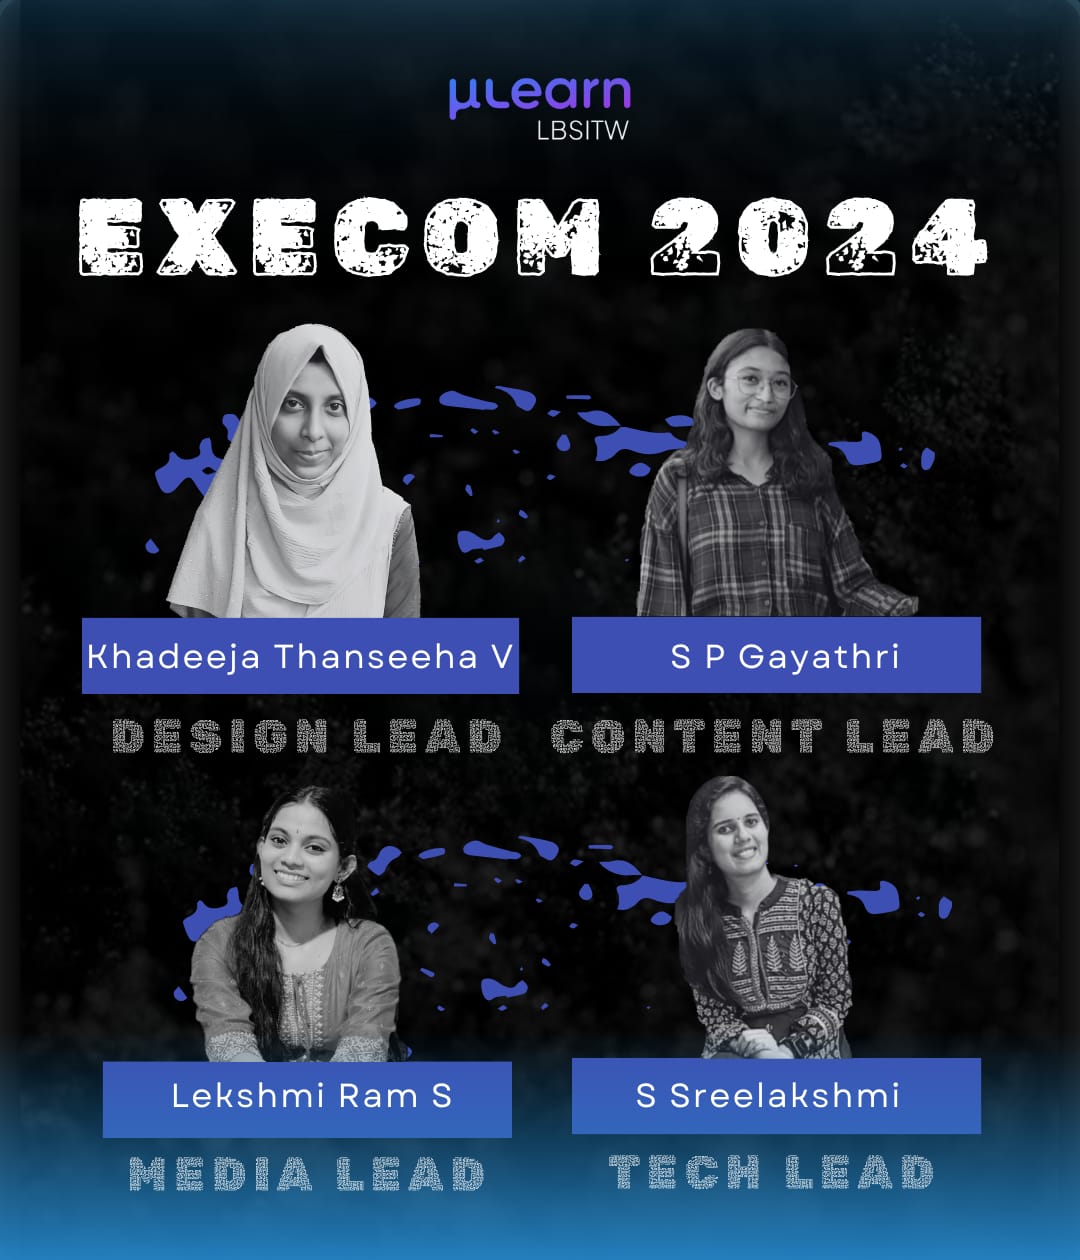 μLearn
LBSITW
EXECOM 2024
Khadeeja Thanseeha V
S P Gayathri
DESIGN LEAD
CONTENT LEAD
Lekshmi Ram S
S Sreelakshmi
MEDIA LEAD
TECH LEAD